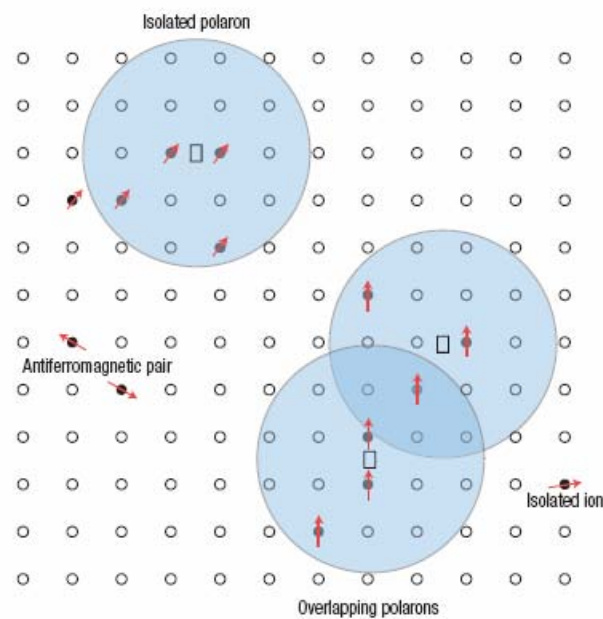 Isolated polaron
Antiferromagnetic pair
Isolated ion
Overlapping polarons